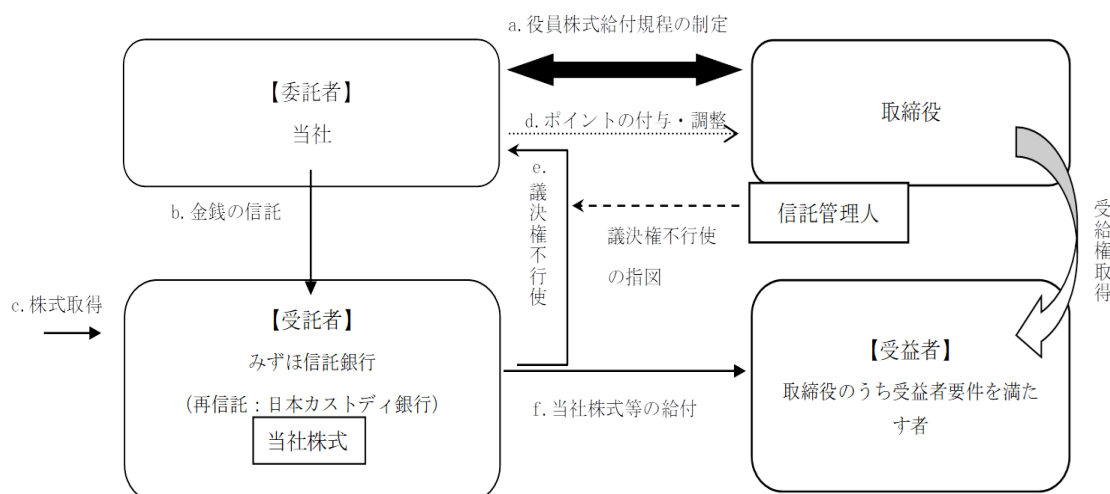 a.役員株式給付規程の制定
【委託者】
当社
取締役
d.ポイントの付与・調整
b.金銭の信託
e.議決権不行使
信託管理人
議決権不行使
の指図
受給権取得
c.株式取得
【受託者】
みずほ信託銀行
(再信託：日本カストディ銀行)
当社株式
f.当社株式等の給付
【受益者】
取締役のうち受益者要件を満た
す者